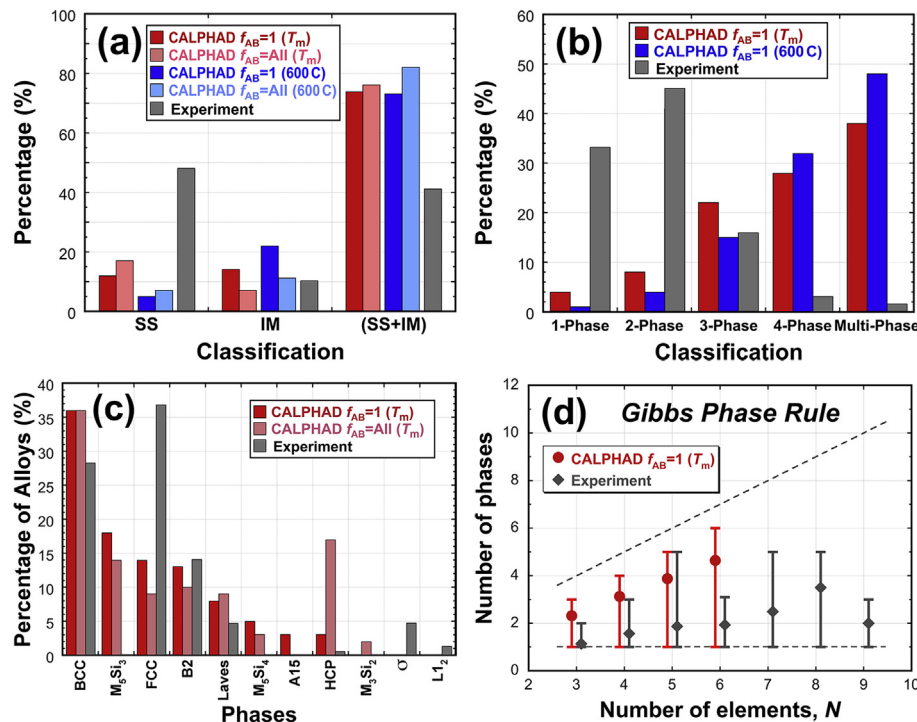 (a)
CALPHAD fAB=1 (Tm)
CALPHAD fAB=All (Tm)
CALPHAD fAB=1 (600 C)
CALPHAD fAB=All (600 C)
Experiment
Percentage (%)
100
80
60
40
20
0
SS
IM
(SS+IM)
Classification
(b)
CALPHAD fAB=1 (Tm)
CALPHAD fAB=1 (600 C)
Experiment
Percentage (%)
60
50
40
30
20
10
0
1-Phase
2-Phase
3-Phase
4-Phase
Multi-Phase
Classification
(c)
CALPHAD fAB=1 (Tm)
CALPHAD fAB=All (Tm)
Experiment
Percentage of Alloys (%)
40
35
30
25
20
15
10
5
0
BCC
M5Si3
FCC
B2
Laves
M5Si4
A15
HCP
M3Si2
σ
L12
Phases
(d)
Gibbs Phase Rule
CALPHAD fAB=1 (Tm)
Experiment
Number of phases
12
10
8
6
4
2
0
2
3
4
5
6
7
8
9
10
Number of elements, N